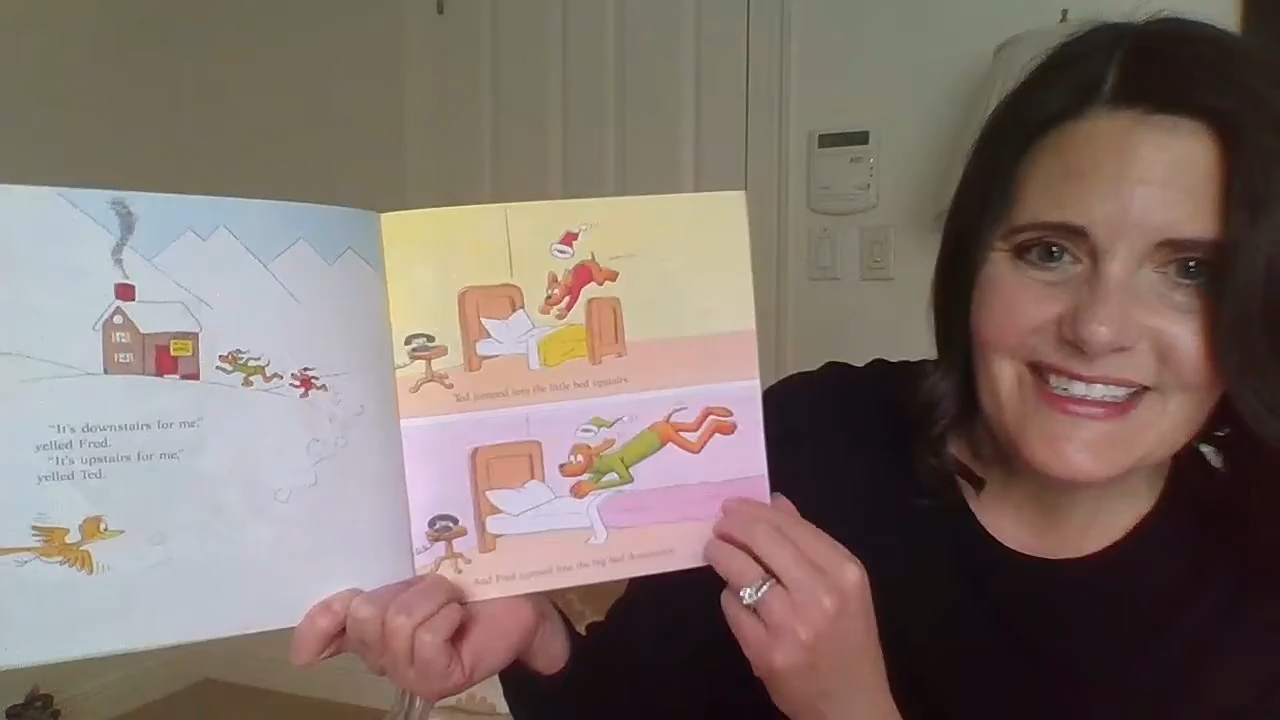 "It's downstairs for me,"
yelled Fred.
"It's upstairs for me,"
yelled Ted.
Ted jumped into the little bed upstairs.
And Fred jumped into the big bed downstairs.